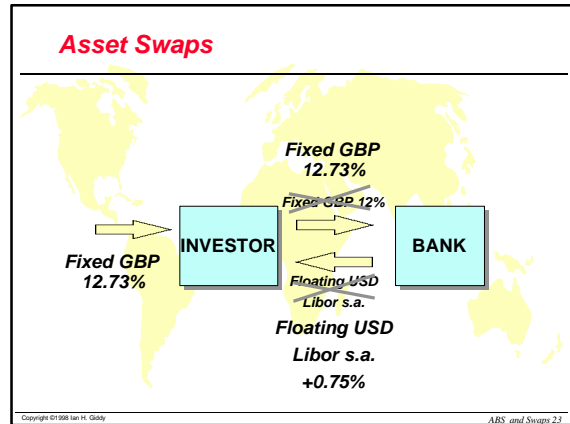 Asset Swaps
Fixed GBP
12.73%
Fixed GBP 12%
INVESTOR
BANK
Fixed GBP
12.73%
Floating USD
Libor s.a.
Floating USD
Libor s.a.
+0.75%
Copyright ©1998 Ian H. Giddy
ABS and Swaps 23